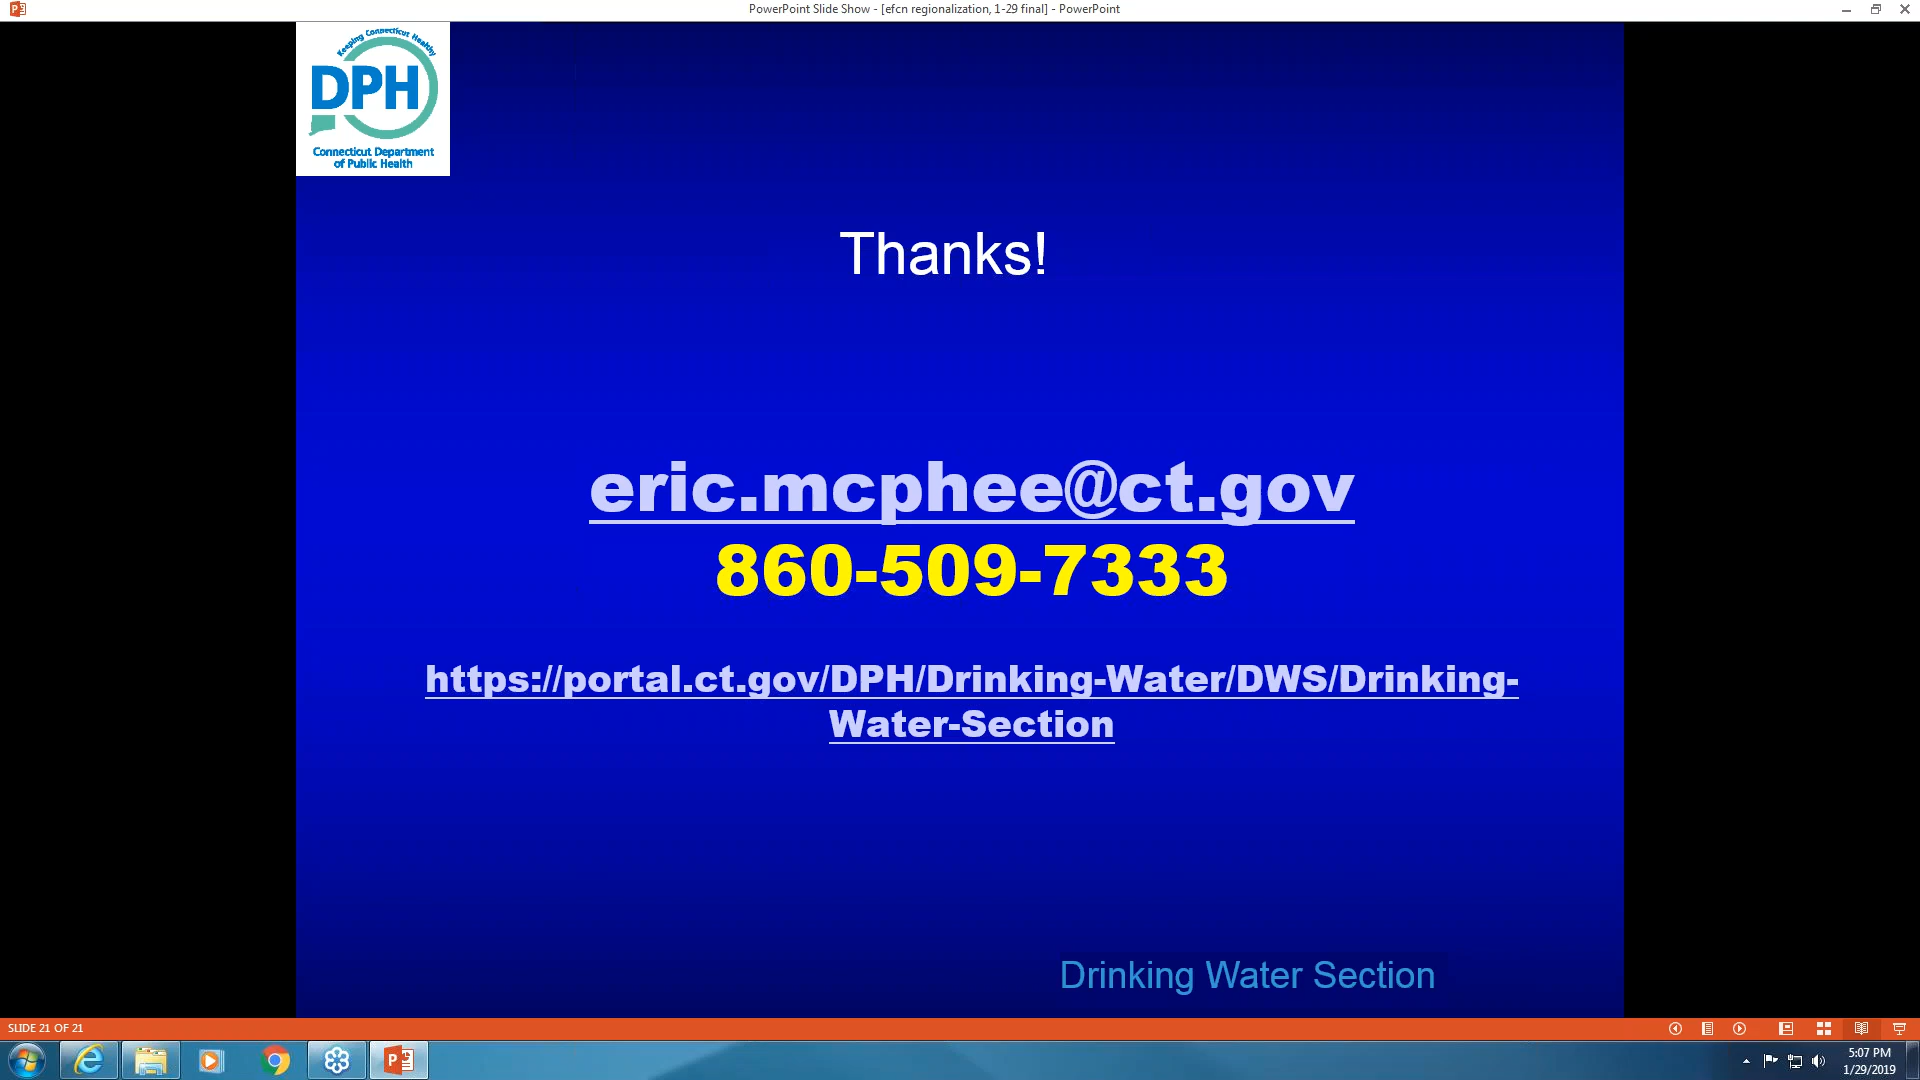 PowerPoint Slide Show - [efcn regionalization, 1-29 final] - PowerPoint
Keeping Connecticut Healthy
DPH
Connecticut Department
of Public Health
Thanks!
eric.mcphee@ct.gov
860-509-7333
https://portal.ct.gov/DPH/Drinking-Water/DWS/Drinking-
Water-Section
Drinking Water Section
SLIDE 21 OF 21
5:07 PM
1/29/2019